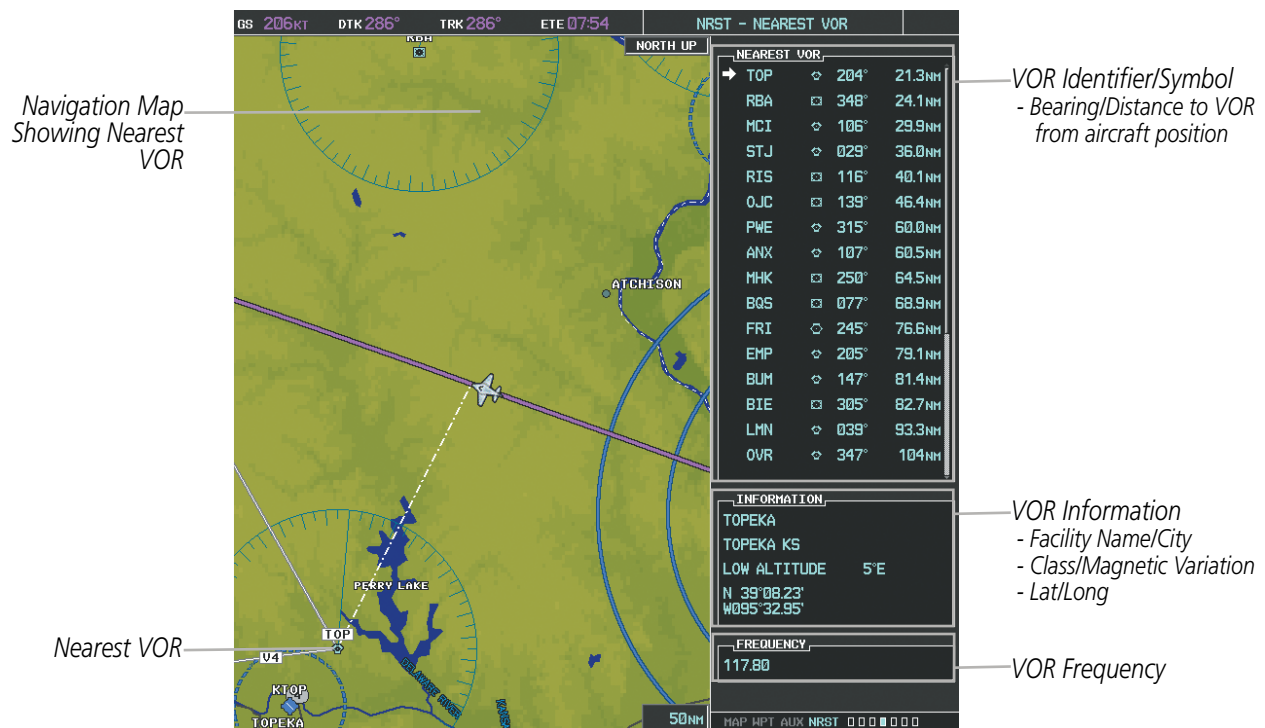 GS 206KT DTK 286° TRK 286° ETE 07:54 NRST - NEAREST VOR
NORTH UP
RBA
NEAREST VOR
TOP 204° 21.3NM
RBA 348° 24.1NM
MCI 106° 29.9NM
STJ 029° 36.0NM
RIS 116° 40.1NM
OJC 139° 46.4NM
PWE 315° 60.0NM
ANX 107° 60.5NM
MHK 250° 64.5NM
BQS 077° 68.9NM
FRI 245° 76.6NM
EMP 205° 79.1NM
BUM 147° 81.4NM
BIE 305° 82.7NM
LMN 039° 93.3NM
OVR 347° 104NM
INFORMATION
TOPEKA
TOPEKA KS
LOW ALTITUDE 5°E
N 39°08.23'
W095°32.95'
FREQUENCY
117.80
MAP WPT AUX NRST
ATCHISON
PERRY LAKE
TOP
V4
DELAWARE RIVER
KTOP
TOPEKA
50NM
Navigation Map
Showing Nearest
VOR
Nearest VOR
VOR Identifier/Symbol
- Bearing/Distance to VOR
from aircraft position
VOR Information
- Facility Name/City
- Class/Magnetic Variation
- Lat/Long
VOR Frequency